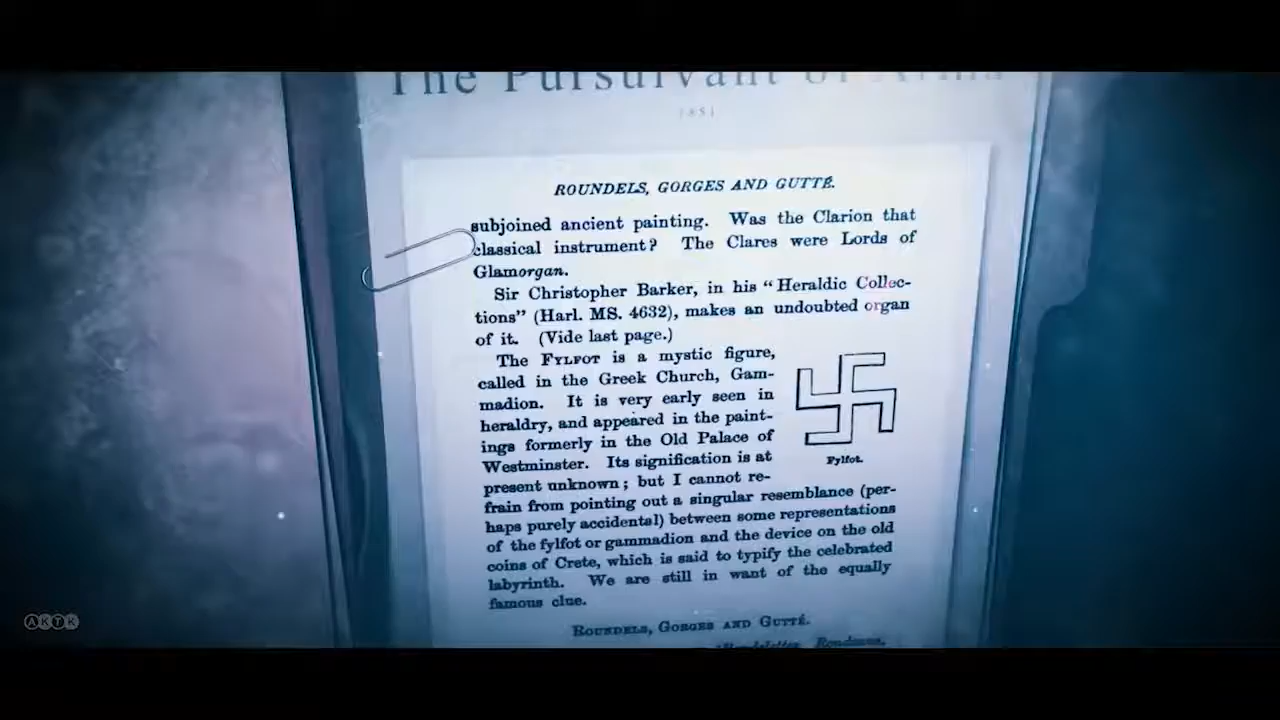 The Pursuivant of Arms
1851
ROUNDELS, GORGES AND GUTTÉ.
subjoined ancient painting. Was the Clarion that
classical instrument? The Clares were Lords of
Glamorgan.
Sir Christopher Barker, in his “Heraldic Collec-
tions” (Harl. MS. 4632), makes an undoubted organ
of it. (Vide last page.)
The FYLFOT is a mystic figure,
called in the Greek Church, Gam-
madion. It is very early seen in
heraldry, and appeared in the paint-
ings formerly in the Old Palace of
Westminster. Its signification is at
present unknown; but I cannot re-
frain from pointing out a singular resemblance (per-
haps purely accidental) between some representations
of the fylfot or gammadion and the device on the old
coins of Crete, which is said to typify the celebrated
labyrinth. We are still in want of the equally
famous clue.
Fylfot.
ROUNDELS, GORGES AND GUTTÉ.
AKTK